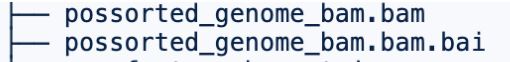 ├── possorted_genome_bam.bam
├── possorted_genome_bam.bam.bai